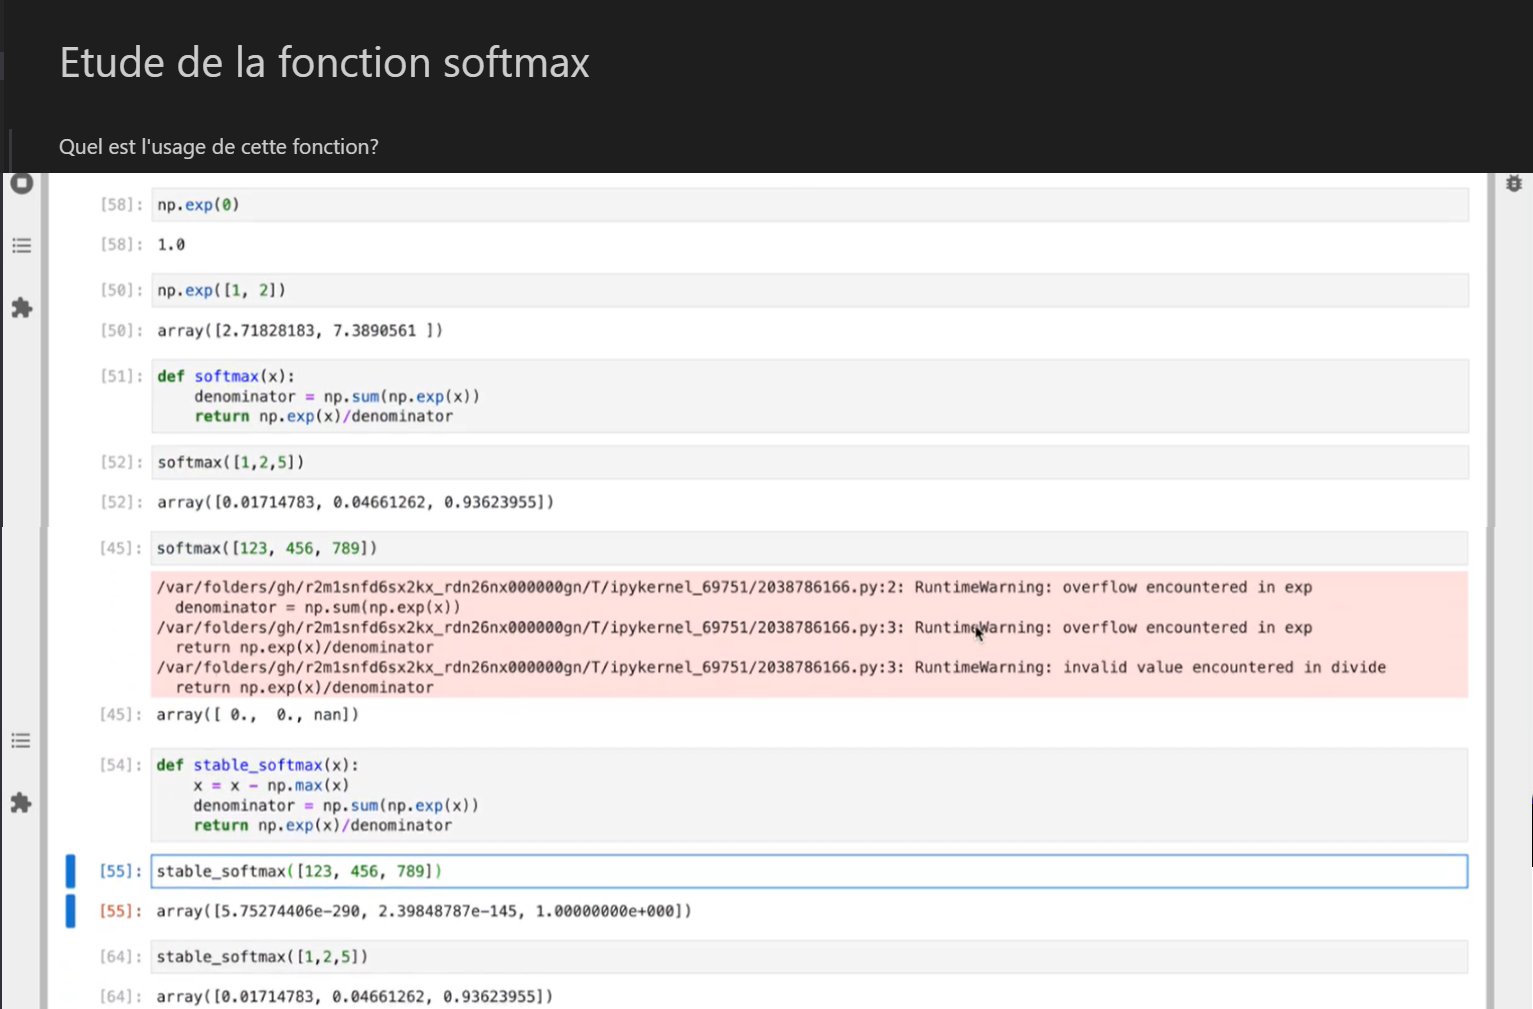 Etude de la fonction softmax
Quel est l'usage de cette fonction?
[58]: np.exp(0)
[58]: 1.0
[50]: np.exp([1, 2])
[50]: array([2.71828183, 7.3890561 ])
[51]: def softmax(x):
denominator = np.sum(np.exp(x))
return np.exp(x)/denominator
[52]: softmax([1,2,5])
[52]: array([0.01714783, 0.04661262, 0.93623955])
[45]: softmax([123, 456, 789])
/var/folders/gh/r2m1snfd6sx2kx_rdn26nx000000gn/T/ipykernel_69751/2038786166.py:2: RuntimeWarning: overflow encountered in exp
denominator = np.sum(np.exp(x))
/var/folders/gh/r2m1snfd6sx2kx_rdn26nx000000gn/T/ipykernel_69751/2038786166.py:3: RuntimeWarning: overflow encountered in exp
return np.exp(x)/denominator
/var/folders/gh/r2m1snfd6sx2kx_rdn26nx000000gn/T/ipykernel_69751/2038786166.py:3: RuntimeWarning: invalid value encountered in divide
return np.exp(x)/denominator
[45]: array([ 0.,  0., nan])
[54]: def stable_softmax(x):
x = x - np.max(x)
denominator = np.sum(np.exp(x))
return np.exp(x)/denominator
[55]: stable_softmax([123, 456, 789])
[55]: array([5.75274406e-290, 2.39848787e-145, 1.00000000e+000])
[64]: stable_softmax([1,2,5])
[64]: array([0.01714783, 0.04661262, 0.93623955])